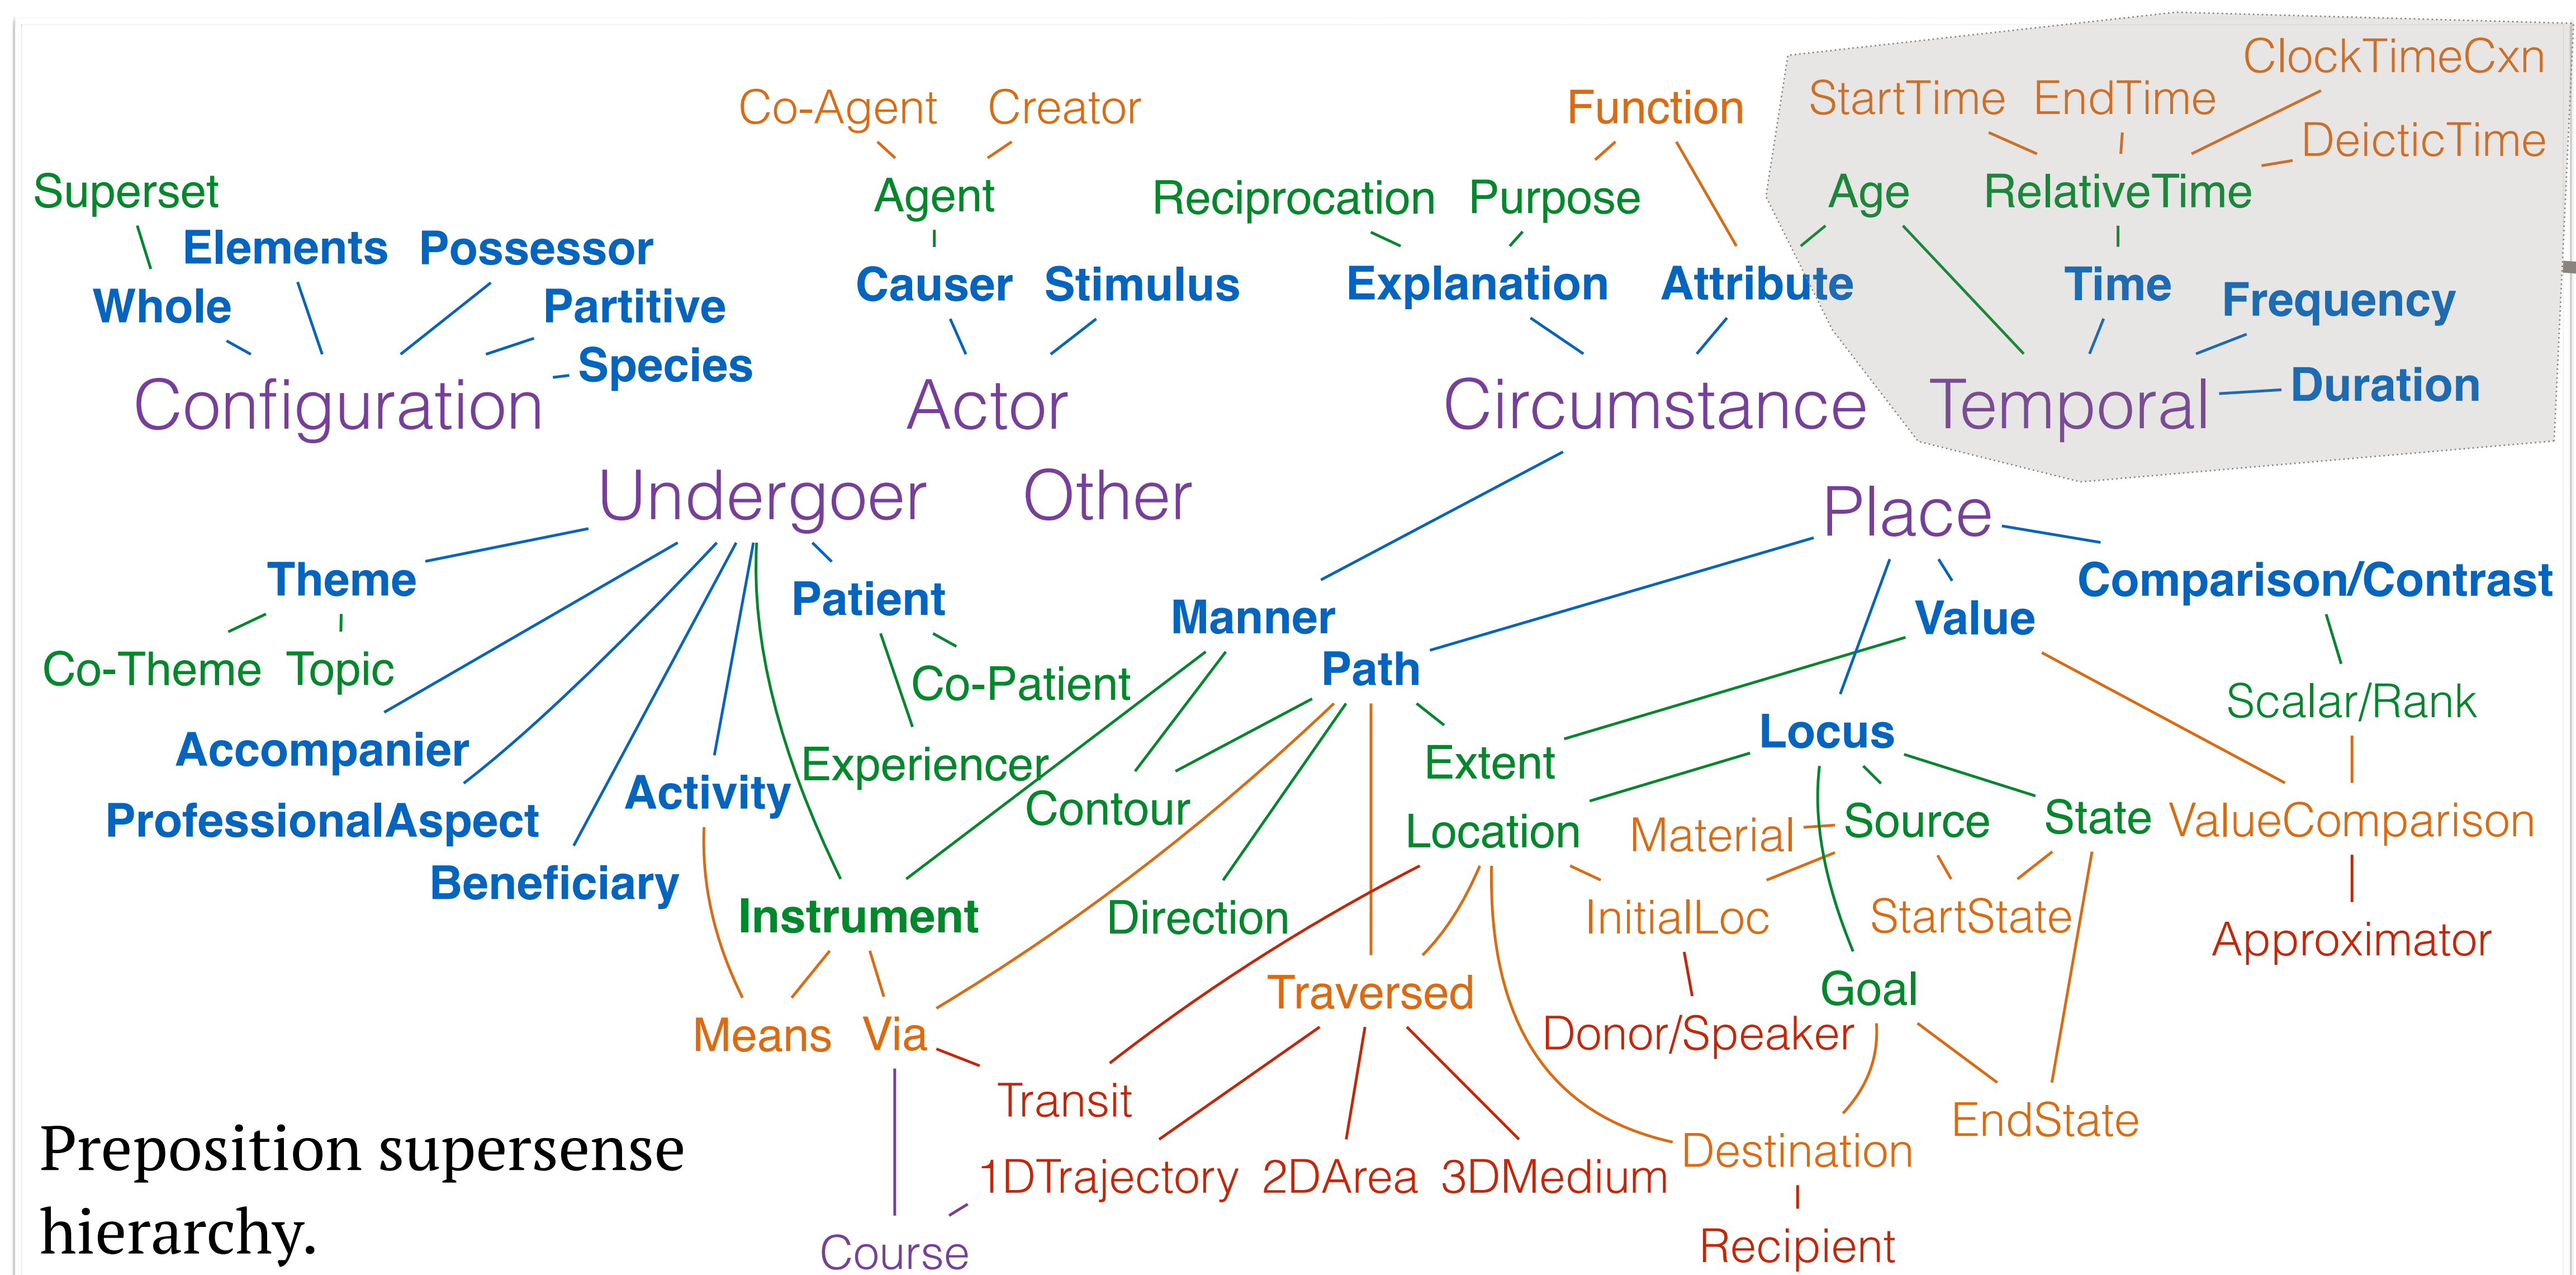 ClockTimeCxn
Co-Agent Creator
Function
StartTime EndTime
DeicticTime
Superset
Agent
Reciprocation Purpose
Age RelativeTime
Elements Possessor
Whole
Partitive
Causer Stimulus
Explanation Attribute
Time Frequency
Species
Configuration
Actor
Circumstance
Temporal
Duration
Undergoer
Other
Place
Theme
Patient
Manner
Value
Comparison/Contrast
Co-Theme Topic
Co-Patient
Path
Scalar/Rank
Accompanier
Experiencer
Extent
Locus
ProfessionalAspect
Activity
Contour
Location
Material
Source
State
ValueComparison
Beneficiary
Instrument
Direction
InitialLoc
StartState
Approximator
Means Via
Traversed
Donor/Speaker
Goal
Transit
EndState
Preposition supersense
hierarchy.
1DTrajectory 2DArea 3DMedium
Destination
Course
Recipient